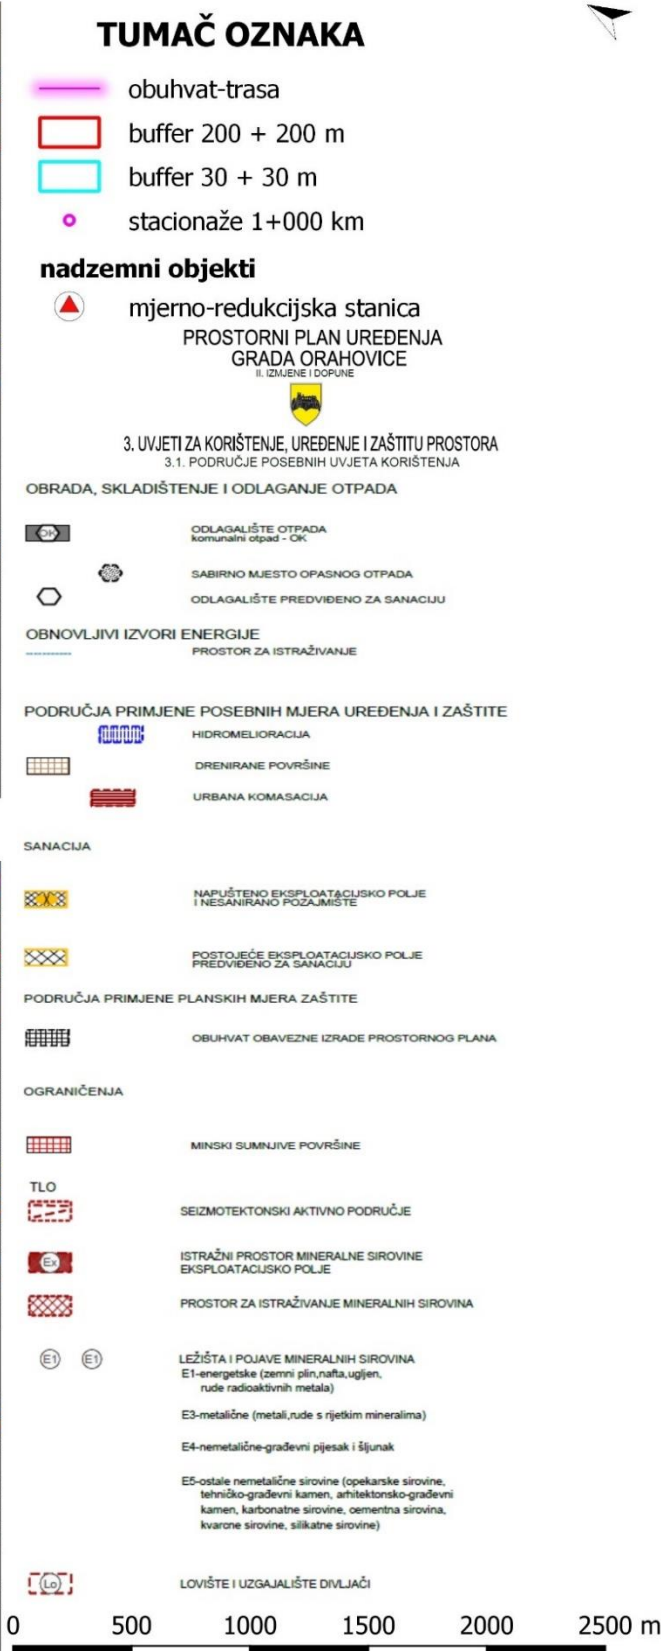 TUMAČ OZNAKA
obuhvat-trasa
buffer 200 + 200 m
buffer 30 + 30 m
stacionaže 1+000 km
nadzemni objekti
mjerno-redukcijska stanica
PROSTORNI PLAN UREĐENJA
GRADA ORAHOVICE
II. IZMJENE I DOPUNE
3. UVJETI ZA KORIŠTENJE, UREĐENJE I ZAŠTITU PROSTORA
3.1. PODRUČJE POSEBNIH UVJETA KORIŠTENJA
OBRADA, SKLADIŠTENJE I ODLAGANJE OTPADA
OK ODLAGALIŠTE OTPADA
komunalni otpad - OK
SABIRNO MJESTO OPASNOG OTPADA
ODLAGALIŠTE PREDVIĐENO ZA SANACIJU
OBNOVLJIVI IZVORI ENERGIJE
PROSTOR ZA ISTRAŽIVANJE
PODRUČJA PRIMJENE POSEBNIH MJERA UREĐENJA I ZAŠTITE
HIDROMELIORACIJA
DRENIRANE POVRŠINE
URBANA KOMASACIJA
SANACIJA
NAPUŠTENO EKSPLOATACIJSKO POLJE
I NESANIRANO POZAJMIŠTE
POSTOJEĆE EKSPLOATACIJSKO POLJE
PREDVIĐENO ZA SANACIJU
PODRUČJA PRIMJENE PLANSKIH MJERA ZAŠTITE
OBUHVAT OBAVEZNE IZRADE PROSTORNOG PLANA
OGRANIČENJA
MINSKI SUMNJIVE POVRŠINE
TLO
SEIZMOTEKTONSKI AKTIVNO PODRUČJE
Ex ISTRAŽNI PROSTOR MINERALNE SIROVINE
EKSPLOATACIJSKO POLJE
PROSTOR ZA ISTRAŽIVANJE MINERALNIH SIROVINA
E1 E1 LEŽIŠTA I POJAVE MINERALNIH SIROVINA
E1-energetske (zemni plin,nafta,ugljen,
rude radioaktivnih metala)
E3-metalične (metali,rude s rijetkim mineralima)
E4-nemetalične-građevni pijesak i šljunak
E5-ostale nemetalične sirovine (opekarske sirovine,
tehničko-građevni kamen, arhitektonsko-građevni
kamen, karbonatne sirovine, cementna sirovina,
kvarcne sirovine, silikatne sirovine)
Lo LOVIŠTE I UZGAJALIŠTE DIVLJAČI
0 500 1000 1500 2000 2500 m